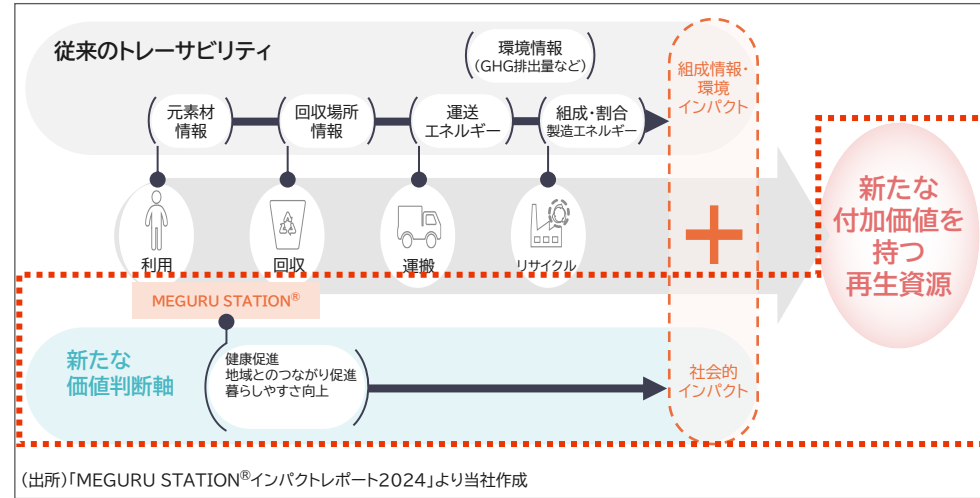 従来のトレーサビリティ
環境情報
(GHG排出量など)
組成情報・
環境
インパクト
元素材
情報
回収場所
情報
運送
エネルギー
組成・割合
製造エネルギー
利用
回収
運搬
リサイクル
+
新たな
付加価値を
持つ
再生資源
MEGURU STATION®
新たな
価値判断軸
健康促進
地域とのつながり促進
暮らしやすさ向上
社会的
インパクト
(出所)「MEGURU STATION®インパクトレポート2024」より当社作成